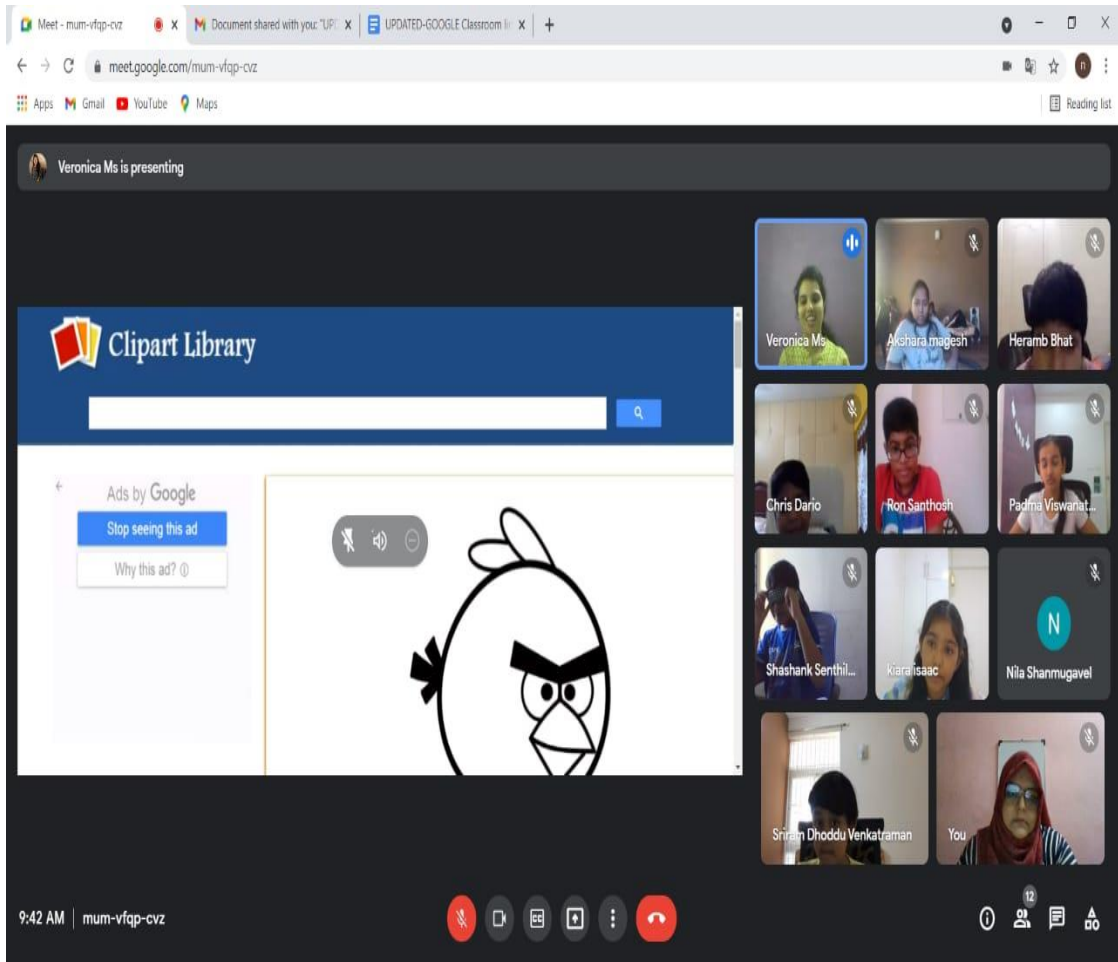 Meet - mum-vfqp-cvz
Document shared with you: "UPD
UPDATED-GOOGLE Classroom lin
meet.google.com/mum-vfqp-cvz
n
Apps Gmail YouTube Maps
Reading list
Veronica Ms is presenting
Clipart Library
Ads by Google
Stop seeing this ad
Why this ad?
Veronica Ms
Akshara magesh
Heramb Bhat
Chris Dario
Ron Santhosh
Padma Viswanat...
Shashank Senthil...
kiara isaac
N
Nila Shanmugavel
Sriram Dhoddu Venkatraman
You
9:42 AM | mum-vfqp-cvz
CC
12